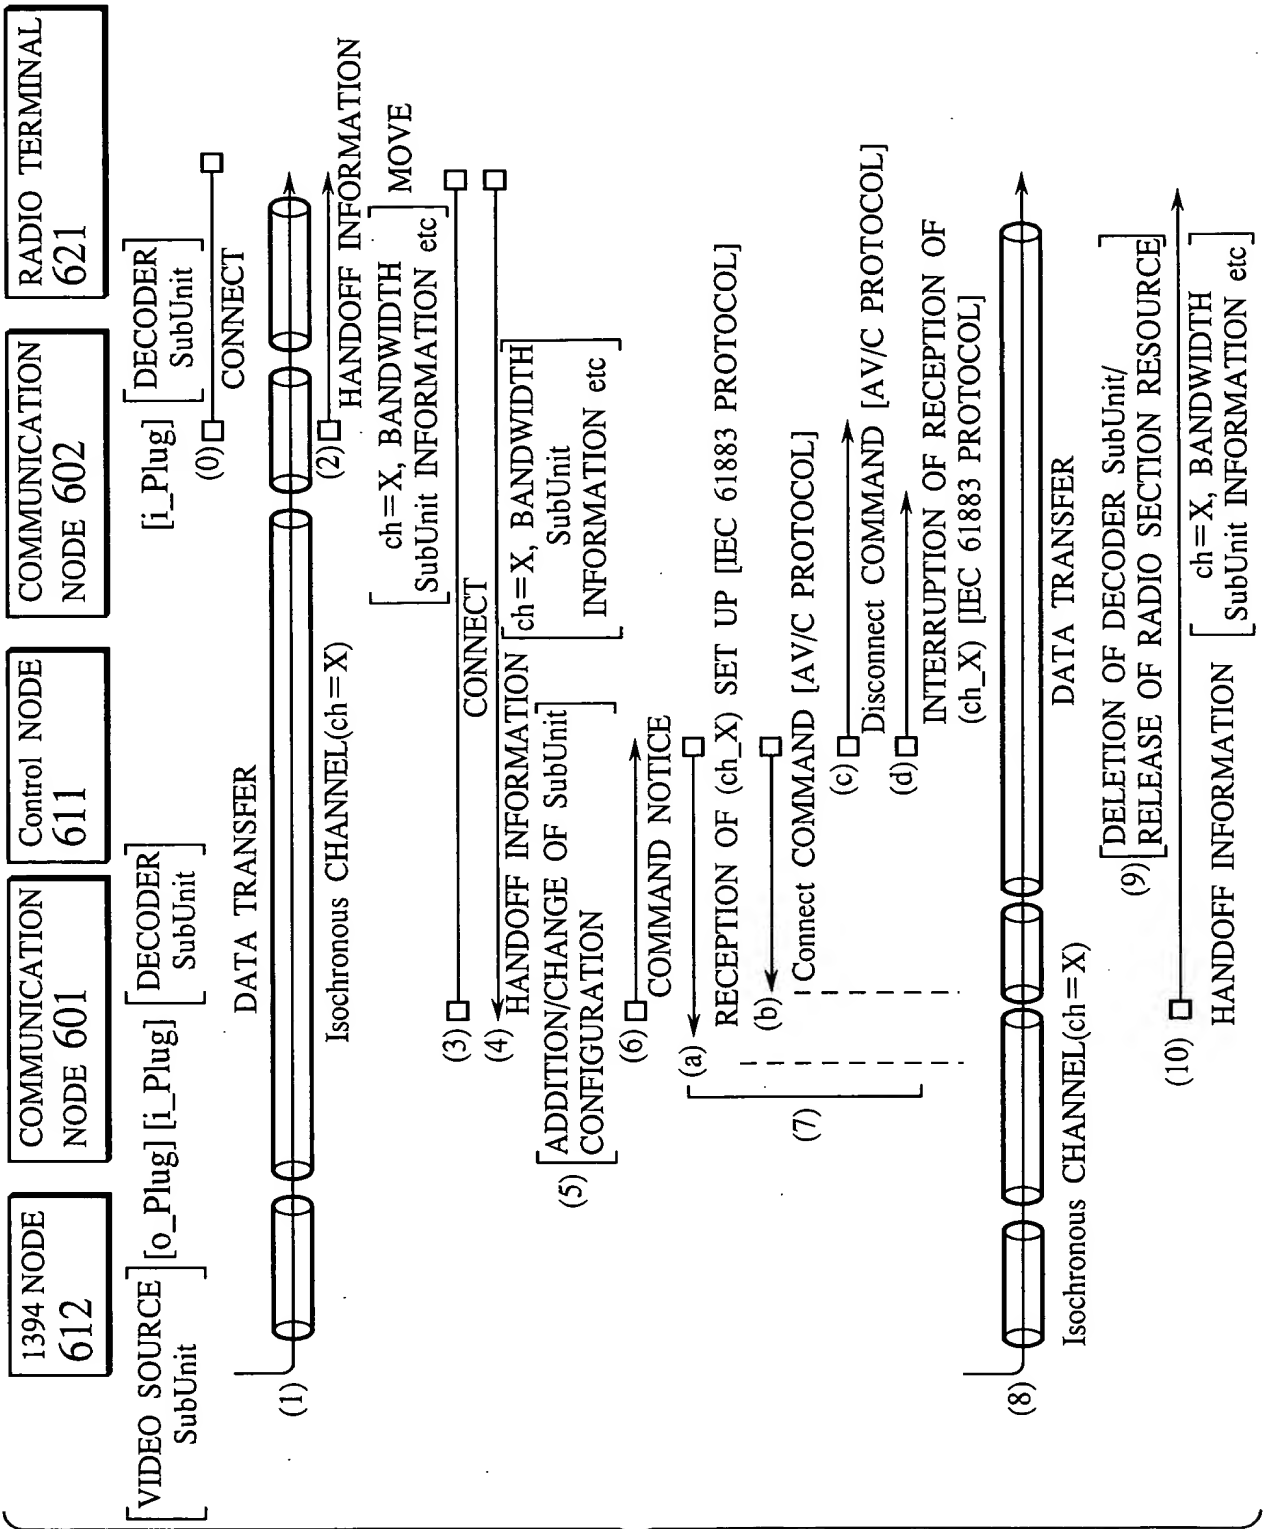 1394 NODE
612
COMMUNICATION
NODE 601
Control NODE
611
COMMUNICATION
NODE 602
RADIO TERMINAL
621
VIDEO SOURCE
SubUnit
[o_Plug] [i_Plug]
DECODER
SubUnit
[i_Plug]
DECODER
SubUnit
(0)
CONNECT
DATA TRANSFER
(1)
Isochronous CHANNEL(ch=X)
(2)
HANDOFF INFORMATION
ch=X, BANDWIDTH
SubUnit INFORMATION etc
MOVE
(3)
CONNECT
(4)
HANDOFF INFORMATION
ch=X, BANDWIDTH
SubUnit
INFORMATION etc
(5)
ADDITION/CHANGE OF SubUnit
CONFIGURATION
(6)
COMMAND NOTICE
(7)
(a)
RECEPTION OF (ch_X) SET UP [IEC 61883 PROTOCOL]
(b)
Connect COMMAND [AV/C PROTOCOL]
(c)
Disconnect COMMAND [AV/C PROTOCOL]
(d)
INTERRUPTION OF RECEPTION OF
(ch_X) [IEC 61883 PROTOCOL]
(8)
DATA TRANSFER
Isochronous CHANNEL(ch=X)
(9)
DELETION OF DECODER SubUnit/
RELEASE OF RADIO SECTION RESOURCE
(10)
HANDOFF INFORMATION
ch=X, BANDWIDTH
SubUnit INFORMATION etc